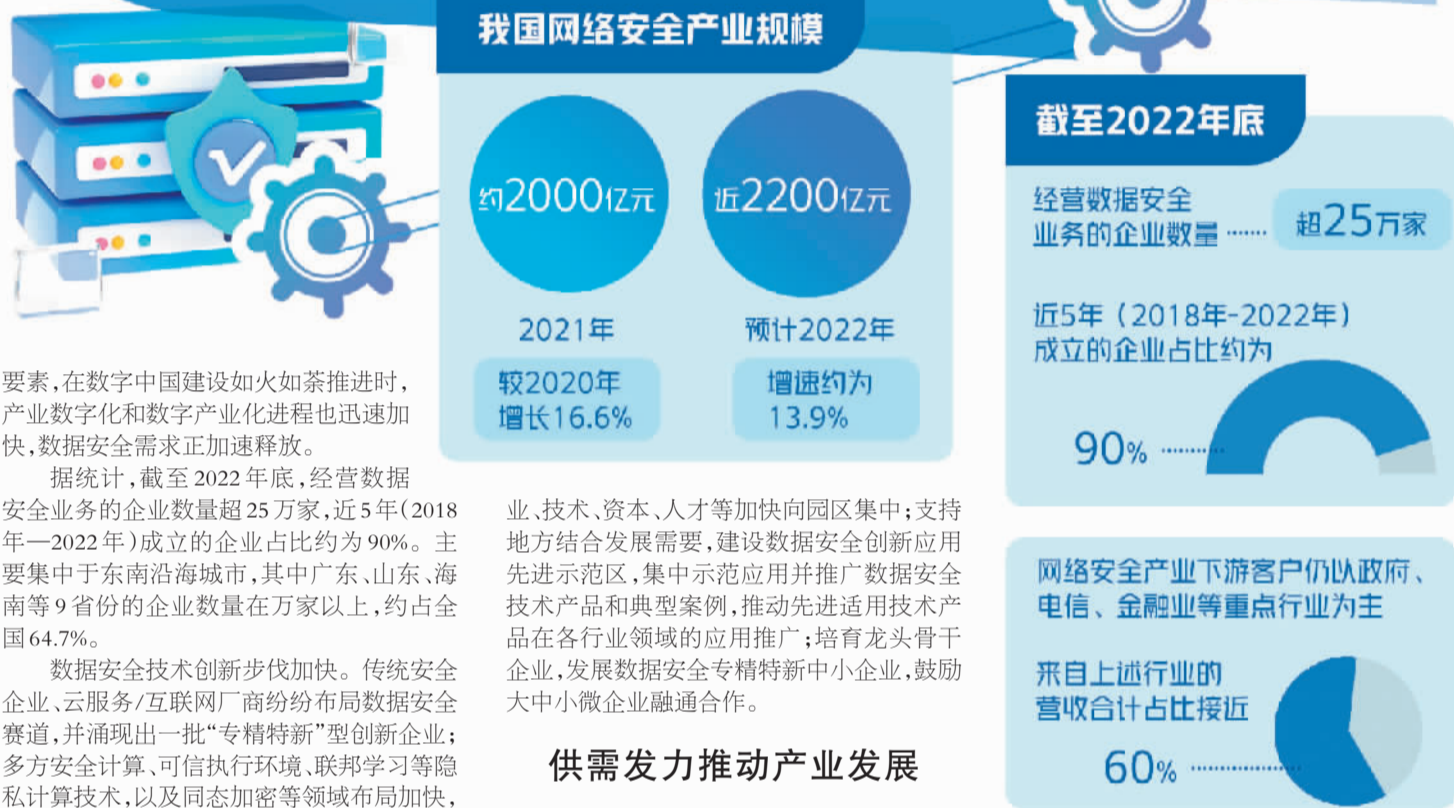 我国网络安全产业规模
约2000亿元
近2200亿元
2021年
预计2022年
较2020年
增长16.6%
增速约为
13.9%
截至2022年底
经营数据安全
业务的企业数量
超25万家
近5年（2018年-2022年）
成立的企业占比约为
90%
网络安全产业下游客户仍以政府、
电信、金融业等重点行业为主
来自上述行业的
营收合计占比接近
60%
要素,在数字中国建设如火如荼推进时,
产业数字化和数字产业化进程也迅速加
快,数据安全需求正加速释放。
据统计,截至2022年底,经营数据
安全业务的企业数量超25万家,近5年(2018
年—2022年)成立的企业占比约为90%。主
要集中于东南沿海城市,其中广东、山东、海
南等9省份的企业数量在万家以上,约占全
国64.7%。
数据安全技术创新步伐加快。传统安全
企业、云服务/互联网厂商纷纷布局数据安全
赛道,并涌现出一批“专精特新”型创新企业;
多方安全计算、可信执行环境、联邦学习等隐
私计算技术,以及同态加密等领域布局加快,
业、技术、资本、人才等加快向园区集中;支持
地方结合发展需要,建设数据安全创新应用
先进示范区,集中示范应用并推广数据安全
技术产品和典型案例,推动先进适用技术产
品在各行业领域的应用推广;培育龙头骨干
企业,发展数据安全专精特新中小企业,鼓励
大中小微企业融通合作。
供需发力推动产业发展